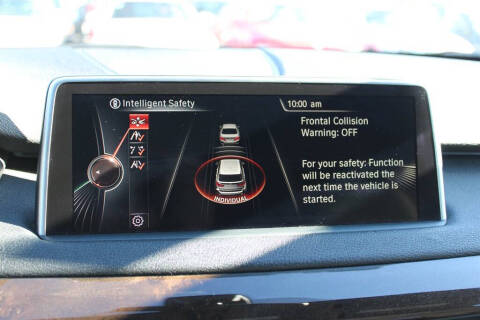 Intelligent Safety
10:00 am
Frontal Collision
Warning: OFF
For your safety: Function
will be reactivated the
next time the vehicle is
started.
INDIVIDUAL